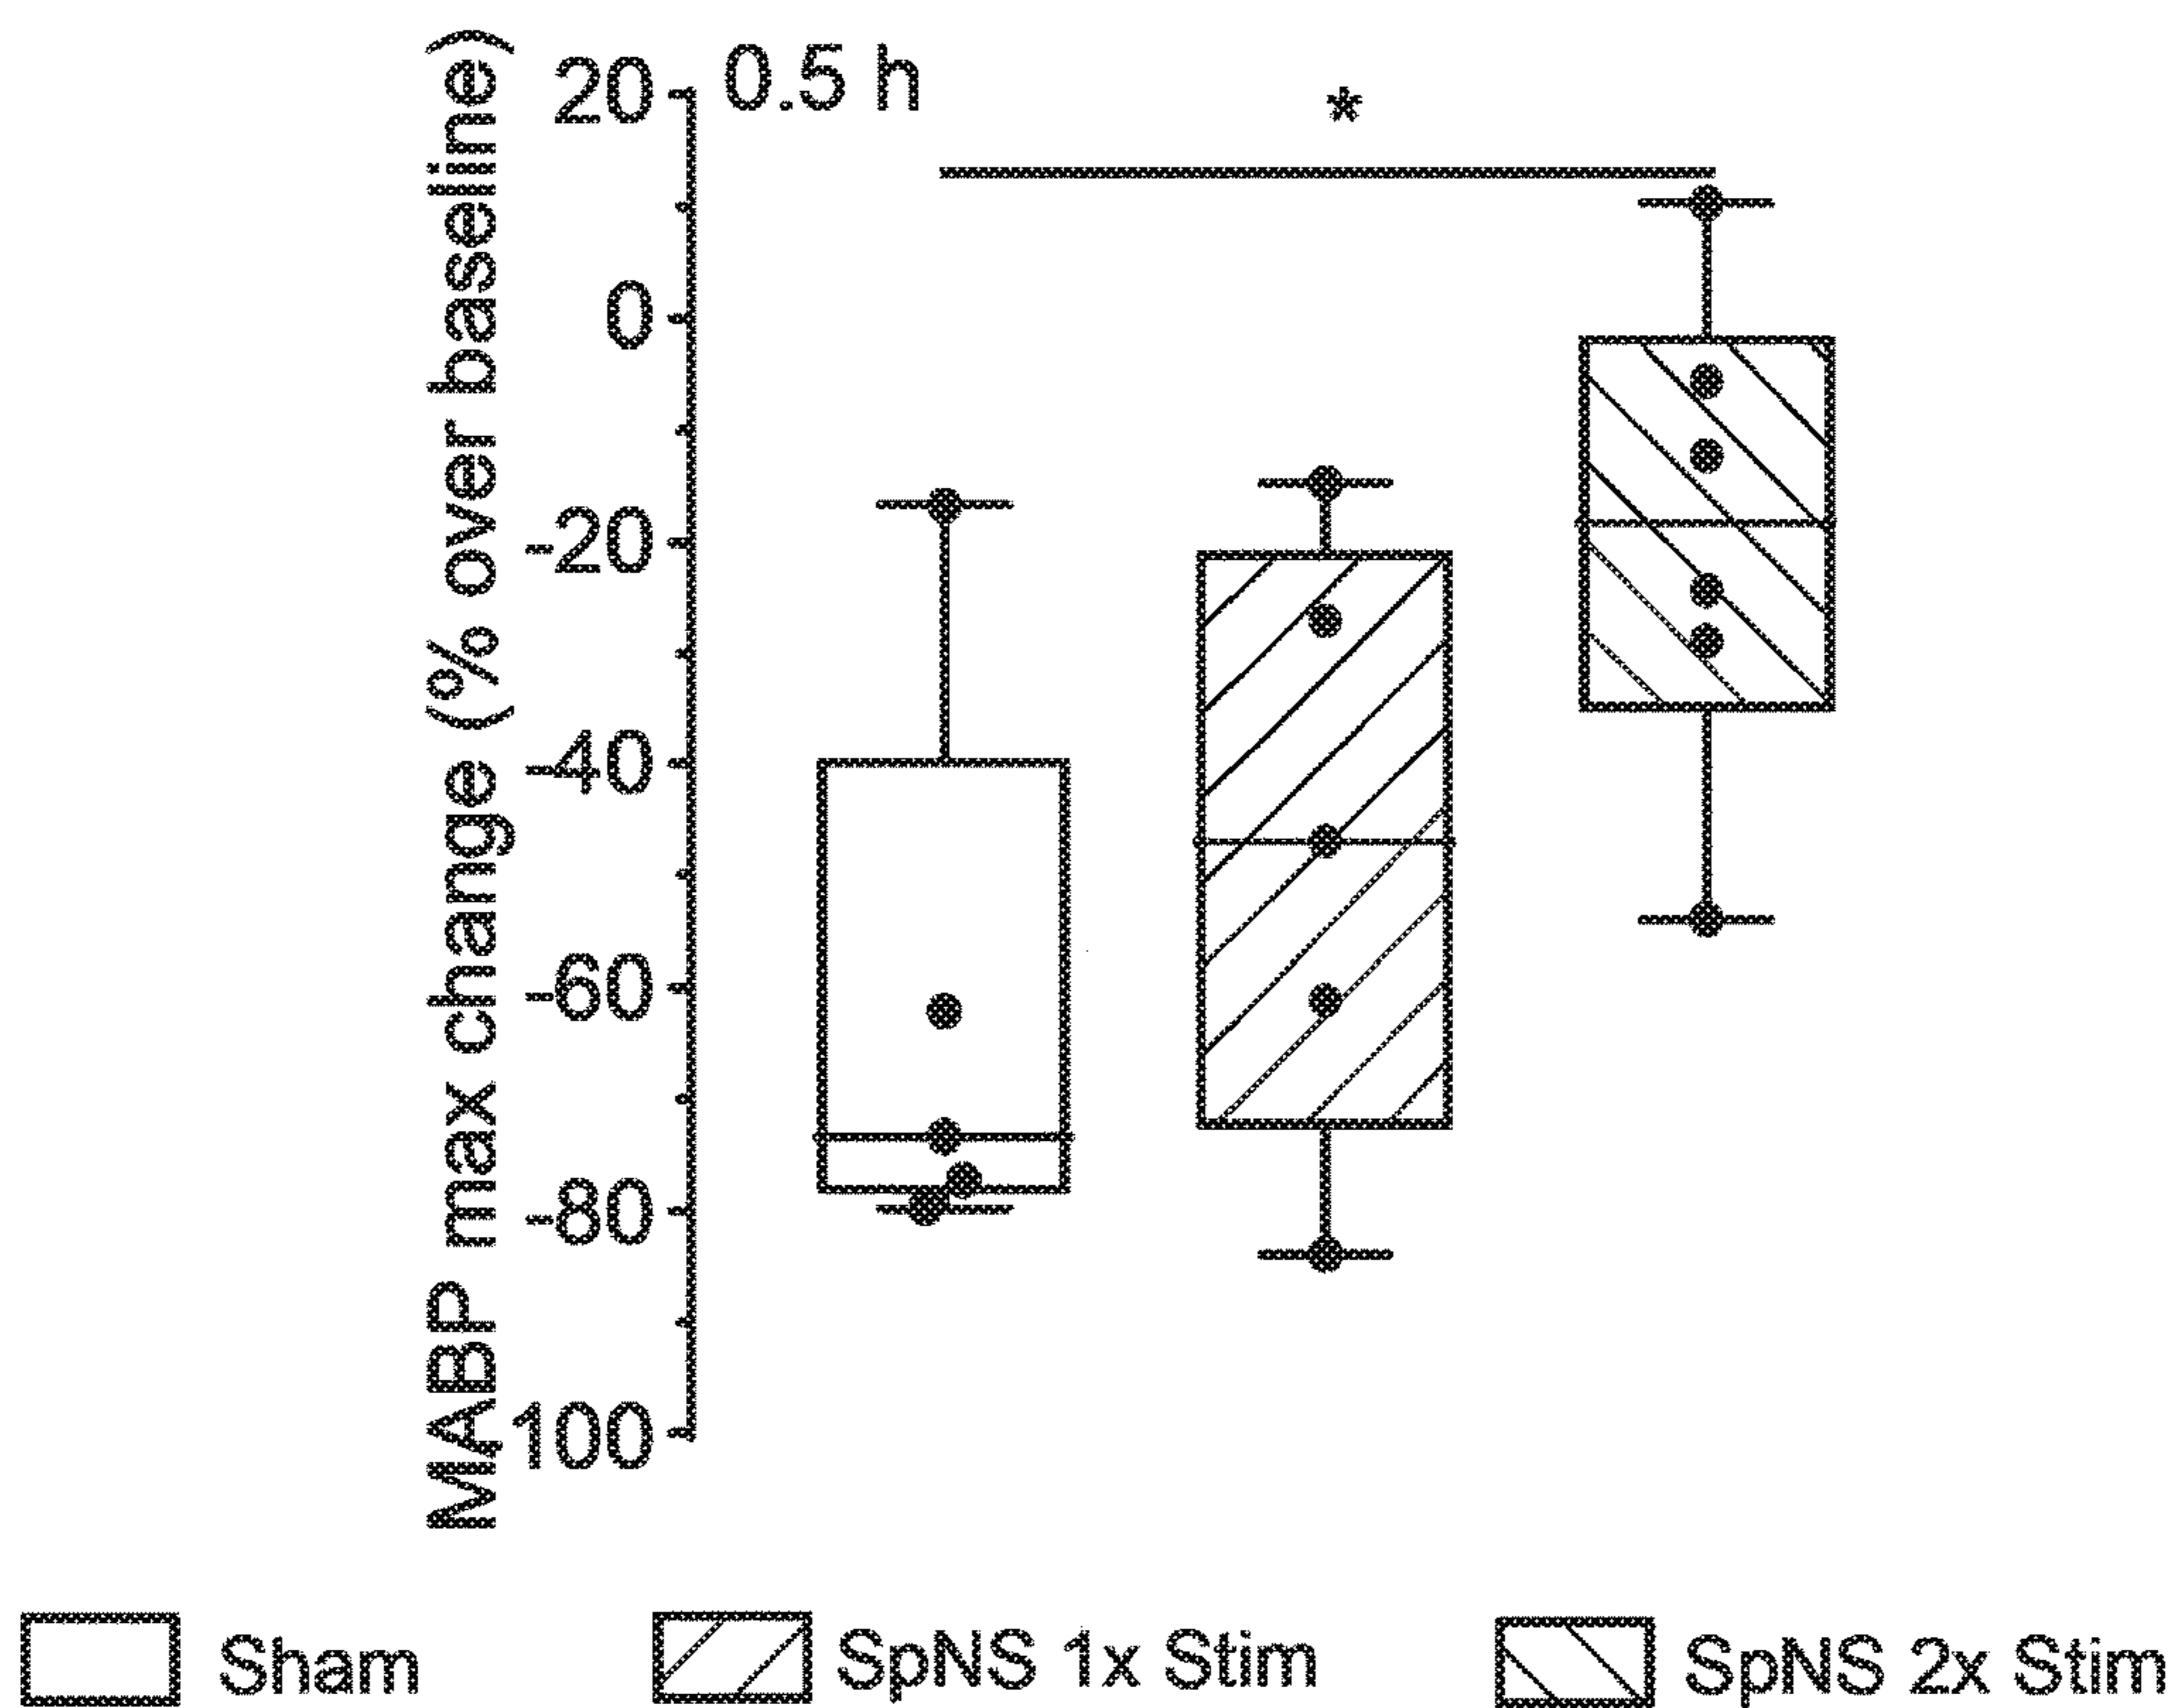 MABP max change (% over baseline)
20
0
-20
-40
-60
-80
100
0.5 h
*
Sham
SpNS 1x Stim
SpNS 2x Stim